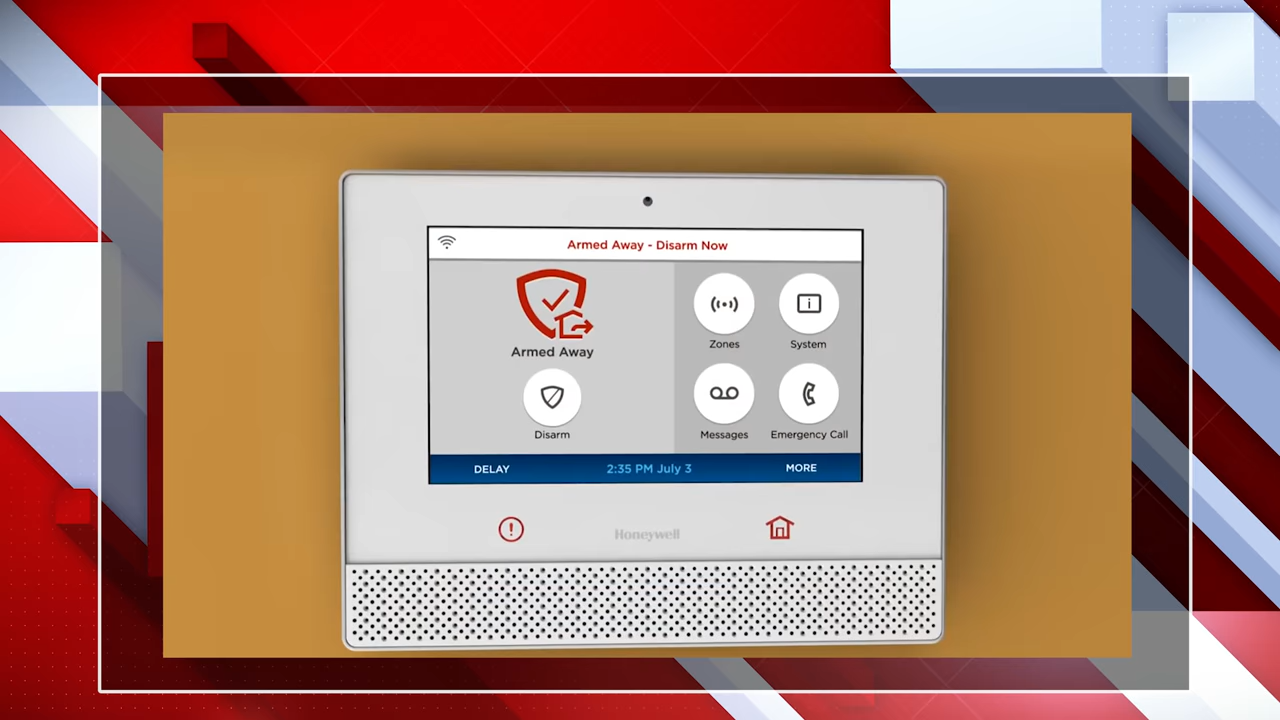 Armed Away - Disarm Now
Armed Away
Disarm
Zones
System
Messages
Emergency Call
DELAY
2:35 PM July 3
MORE
Honeywell